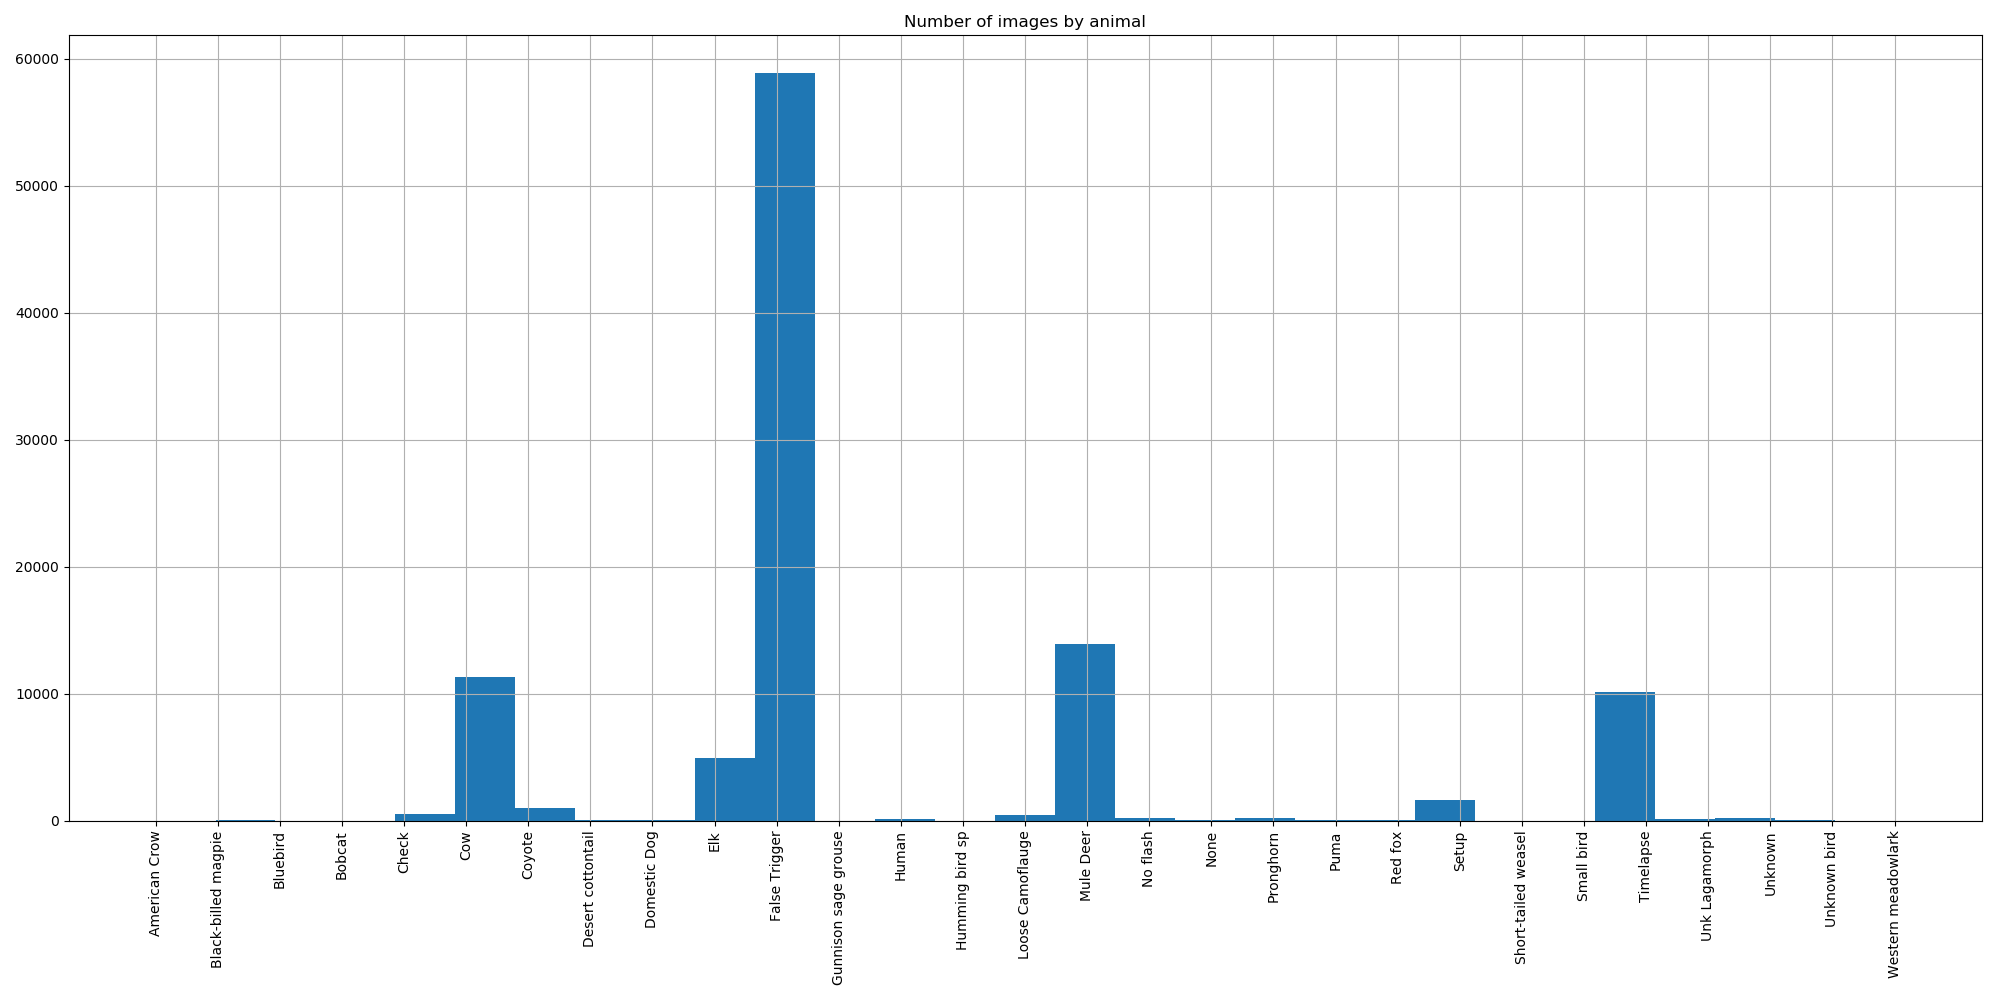 Number of images by animal
60000
50000
40000
30000
20000
10000
0
American Crow
Black-billed magpie
Bluebird
Bobcat
Check
Cow
Coyote
Desert cottontail
Domestic Dog
Elk
False Trigger
Gunnison sage grouse
Human
Humming bird sp
Loose Camoflauge
Mule Deer
No flash
None
Pronghorn
Puma
Red fox
Setup
Short-tailed weasel
Small bird
Timelapse
Unk Lagamorph
Unknown
Unknown bird
Western meadowlark